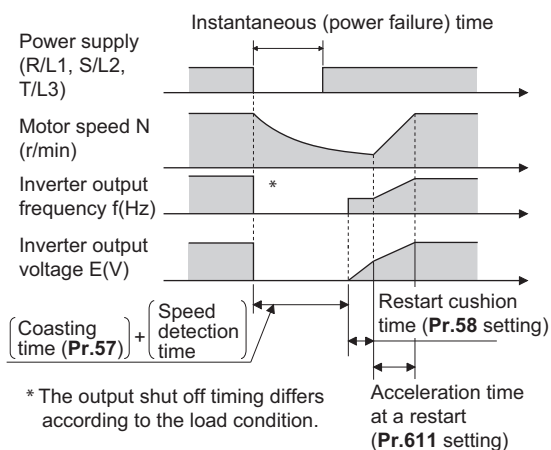 Instantaneous (power failure) time
Power supply
(R/L1, S/L2,
T/L3)
Motor speed N
(r/min)
Inverter output
frequency f(Hz)
*
Inverter output
voltage E(V)
Coasting
time (Pr.57)
+
Speed
detection
time
Restart cushion
time (Pr.58 setting)
* The output shut off timing differs
according to the load condition.
Acceleration time
at a restart
(Pr.611 setting)